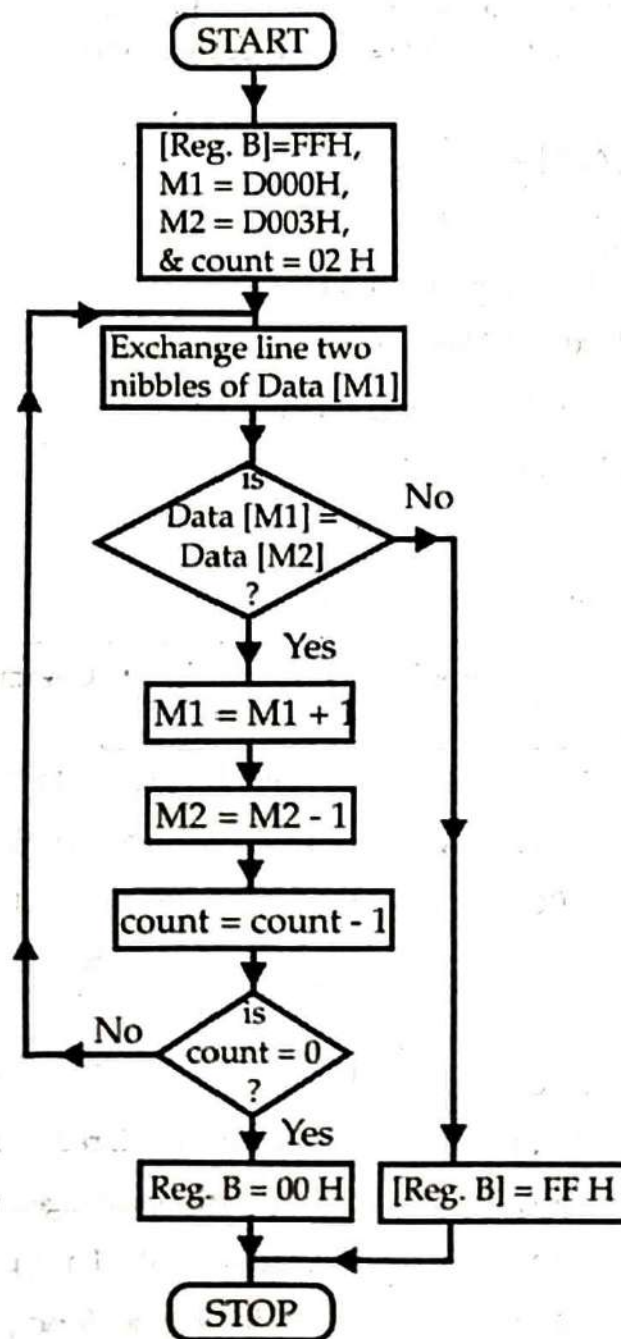 START
[Reg. B]=FFH,
M1 = D000H,
M2 = D003H,
& count = 02 H
Exchange line two
nibbles of Data [M1]
is
Data [M1] =
Data [M2]
?
No
Yes
M1 = M1 + 1
M2 = M2 - 1
count = count - 1
is
count = 0
?
No
Yes
Reg. B = 00 H
[Reg. B] = FF H
STOP